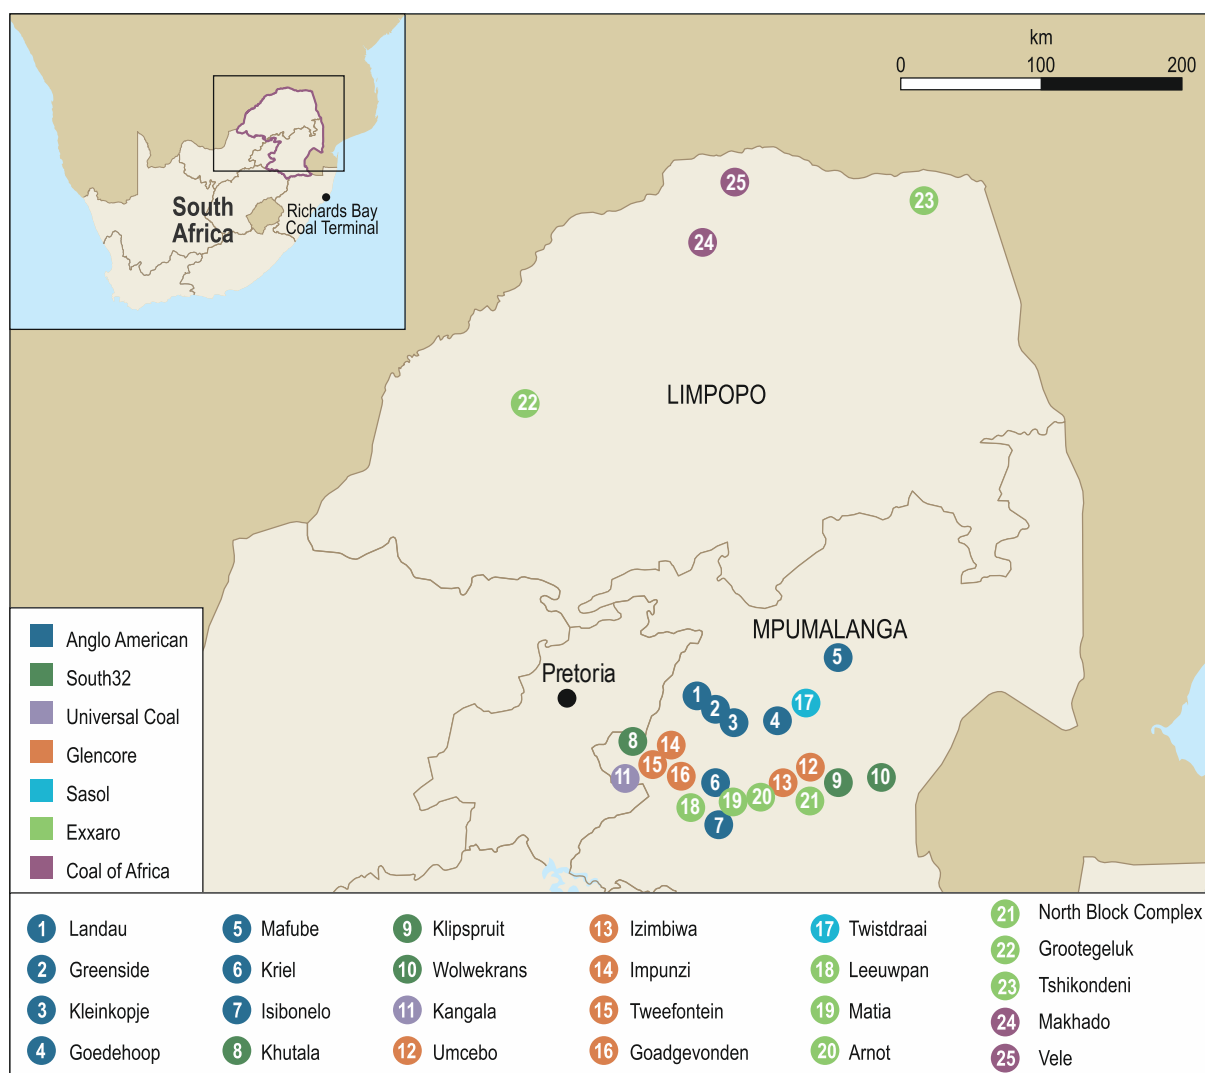 km
0 100 200
South
Africa
Richards Bay
Coal Terminal
25
23
24
22
LIMPOPO
MPUMALANGA
5
Pretoria
1
2
3
4
17
8
14
15
16
11
6
12
13
9
10
18
19
20
21
7
Anglo American
South32
Universal Coal
Glencore
Sasol
Exxaro
Coal of Africa
1 Landau
2 Greenside
3 Kleinkopje
4 Goedehoop
5 Mafube
6 Kriel
7 Isibonelo
8 Khutala
9 Klipspruit
10 Wolwekrans
11 Kangala
12 Umcebo
13 Izimbiwa
14 Impunzi
15 Tweefontein
16 Goadgevonden
17 Twistdraai
18 Leeuwpan
19 Matia
20 Arnot
21 North Block Complex
22 Grootegeluk
23 Tshikondeni
24 Makhado
25 Vele